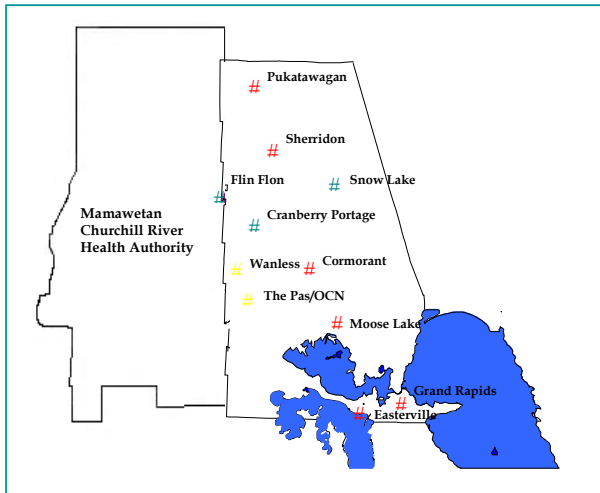 Pukatawagan
Sherridon
Flin Flon
Snow Lake
Mamawetan
Churchill River
Health Authority
Cranberry Portage
Wanless
Cormorant
The Pas/OCN
Moose Lake
Grand Rapids
Easterville